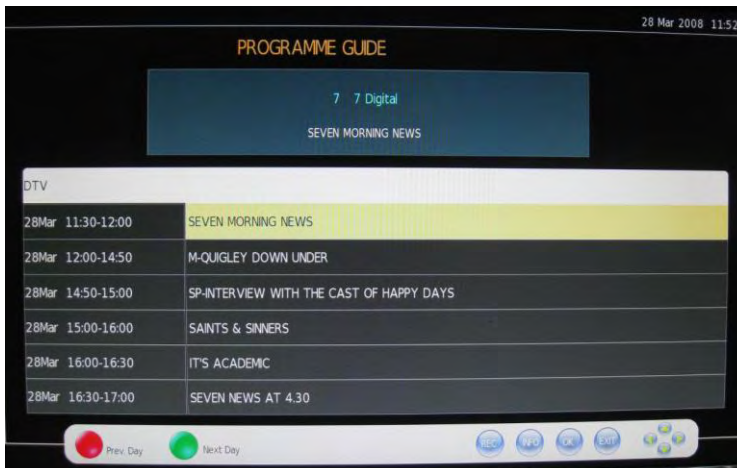 28 Mar 2008 11:52
PROGRAMME GUIDE
7 7 Digital
SEVEN MORNING NEWS
DTV
28Mar 11:30-12:00 SEVEN MORNING NEWS
28Mar 12:00-14:50 M-QUIGLEY DOWN UNDER
28Mar 14:50-15:00 SP-INTERVIEW WITH THE CAST OF HAPPY DAYS
28Mar 15:00-16:00 SAINTS & SINNERS
28Mar 16:00-16:30 IT'S ACADEMIC
28Mar 16:30-17:00 SEVEN NEWS AT 4.30
Prev. Day Next Day REC INFO OK EXIT